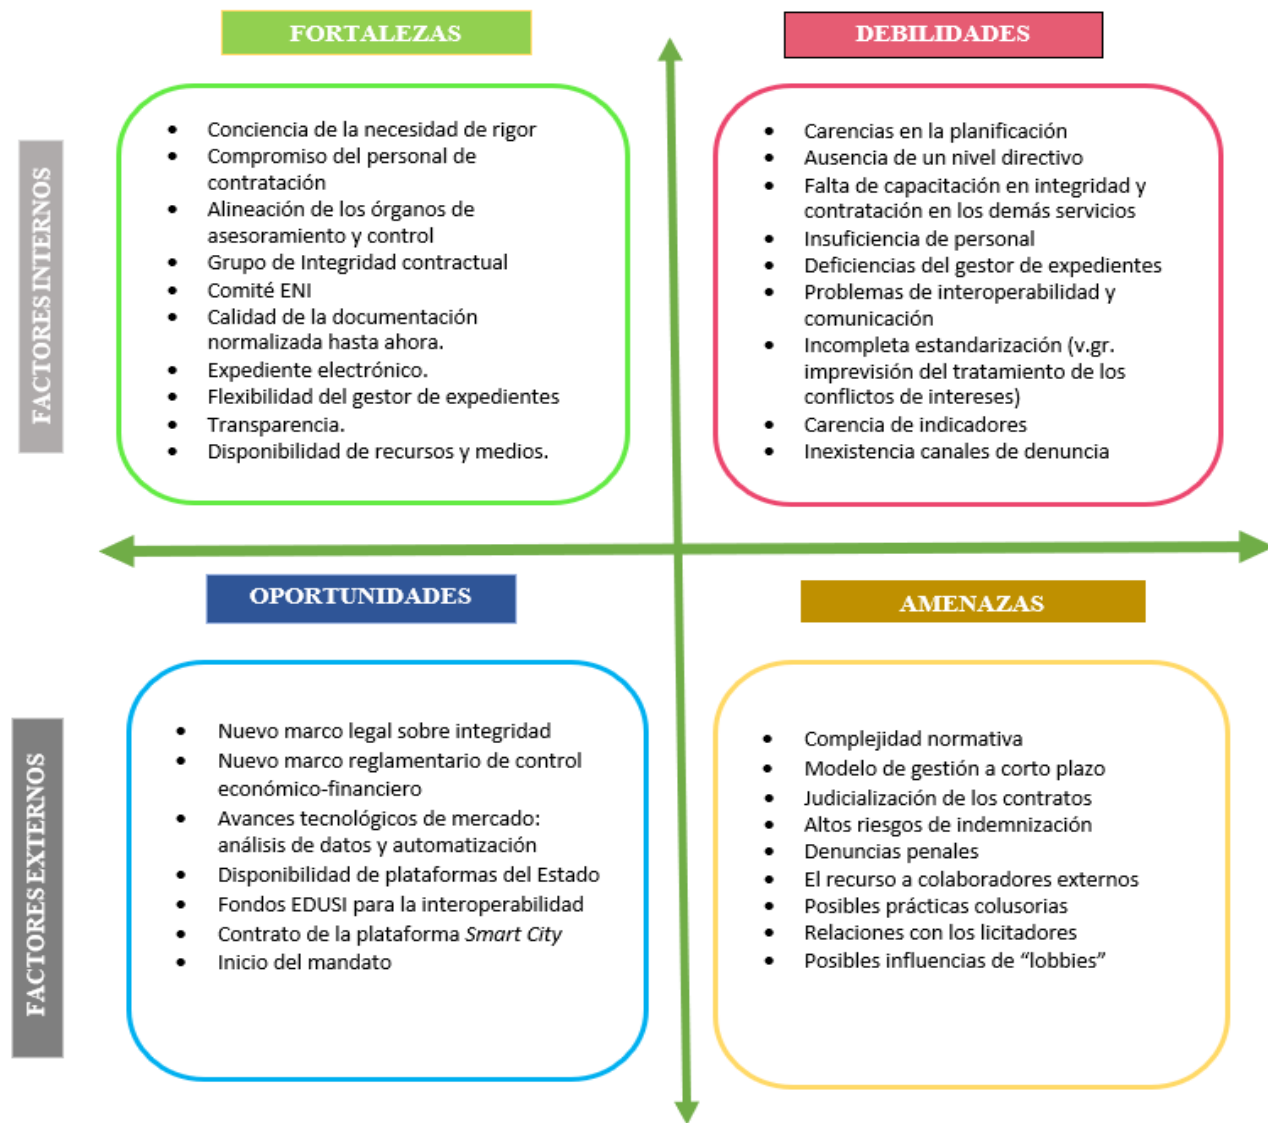 FORTALEZAS
FACTORES INTERNOS
• Conciencia de la necesidad de rigor
• Compromiso del personal de
contratación
• Alineación de los órganos de
asesoramiento y control
• Grupo de Integridad contractual
• Comité ENI
• Calidad de la documentación
normalizada hasta ahora.
• Expediente electrónico.
• Flexibilidad del gestor de expedientes
• Transparencia.
• Disponibilidad de recursos y medios.
DEBILIDADES
• Carencias en la planificación
• Ausencia de un nivel directivo
• Falta de capacitación en integridad y
contratación en los demás servicios
• Insuficiencia de personal
• Deficiencias del gestor de expedientes
• Problemas de interoperabilidad y
comunicación
• Incompleta estandarización (v.gr.
imprevisión del tratamiento de los
conflictos de intereses)
• Carencia de indicadores
• Inexistencia canales de denuncia
OPORTUNIDADES
FACTORES EXTERNOS
• Nuevo marco legal sobre integridad
• Nuevo marco reglamentario de control
económico-financiero
• Avances tecnológicos de mercado:
análisis de datos y automatización
• Disponibilidad de plataformas del Estado
• Fondos EDUSI para la interoperabilidad
• Contrato de la plataforma Smart City
• Inicio del mandato
AMENAZAS
• Complejidad normativa
• Modelo de gestión a corto plazo
• Judicialización de los contratos
• Altos riesgos de indemnización
• Denuncias penales
• El recurso a colaboradores externos
• Posibles prácticas colusorias
• Relaciones con los licitadores
• Posibles influencias de “lobbies”